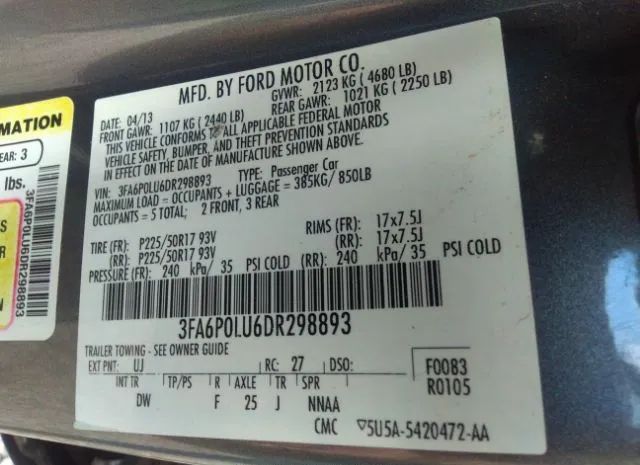 MFD. BY FORD MOTOR CO.
DATE: 04/13 GVWR: 2123 KG ( 4680 LB)
FRONT GAWR: 1107 KG ( 2440 LB) REAR GAWR: 1021 KG ( 2250 LB)
THIS VEHICLE CONFORMS TO ALL APPLICABLE FEDERAL MOTOR
VEHICLE SAFETY, BUMPER, AND THEFT PREVENTION STANDARDS
IN EFFECT ON THE DATE OF MANUFACTURE SHOWN ABOVE.
VIN: 3FA6P0LU6DR298893 TYPE: Passenger Car
MAXIMUM LOAD = OCCUPANTS + LUGGAGE = 385KG/ 850LB
OCCUPANTS = 5 TOTAL; 2 FRONT, 3 REAR
TIRE (FR): P225/50R17 93V RIMS (FR): 17x7.5J
(RR): P225/50R17 93V (RR): 17x7.5J
PRESSURE (FR): 240 kPa/ 35 PSI COLD (RR): 240 kPa/ 35 PSI COLD
3FA6P0LU6DR298893
TRAILER TOWING - SEE OWNER GUIDE
EXT PNT: UJ RC: 27 DSO: F0083
INT TR TP/PS R AXLE TR SPR R0105
DW F 25 J NNAA
CMC 5U5A-5420472-AA
RMATION
EAR: 3
lbs.
3FA6P0LU6DR298893